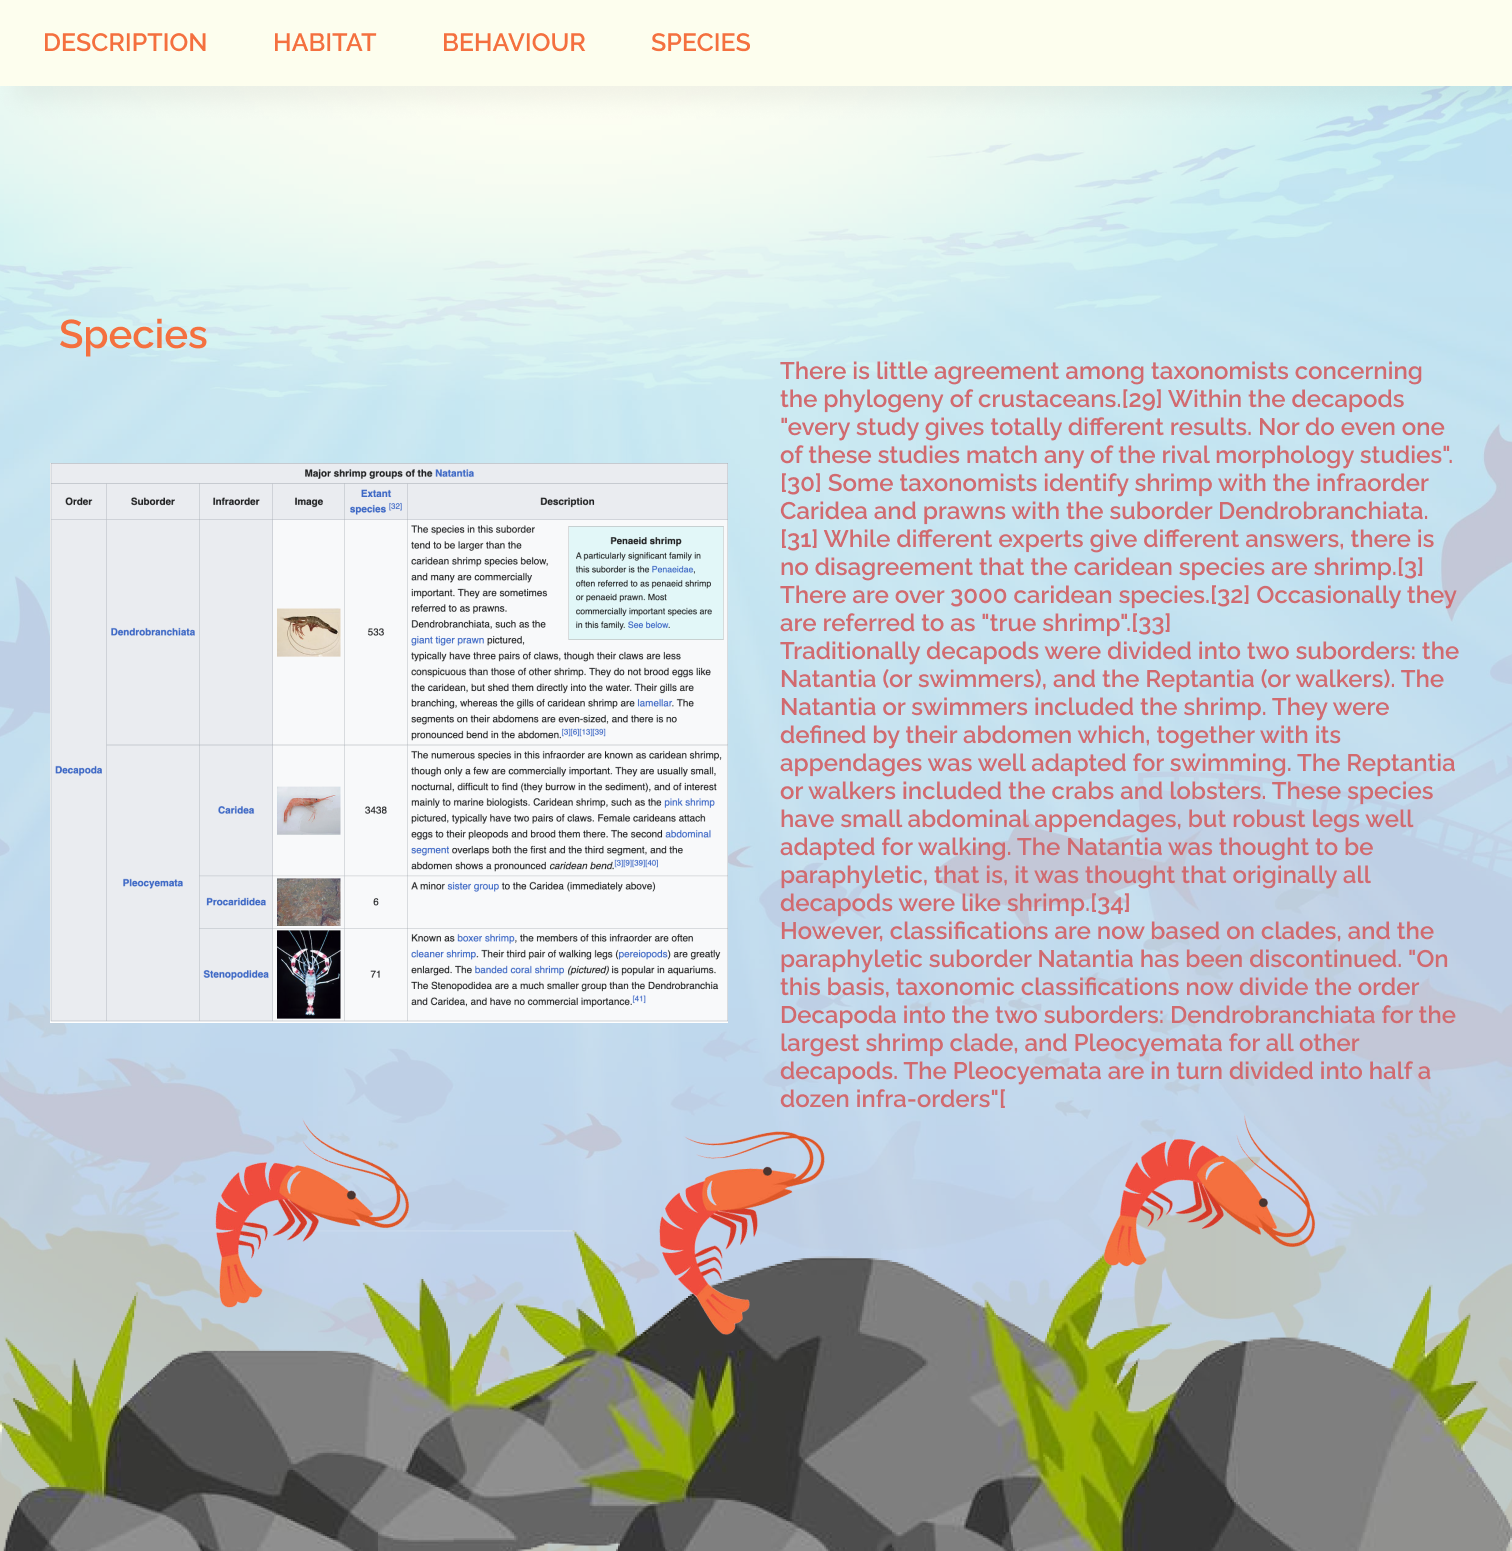 DESCRIPTION HABITAT BEHAVIOUR SPECIES
Species
Major shrimp groups of the Natantia
Order Suborder Infraorder Image Extant species [32] Description
Decapoda
Dendrobranchiata
533
The species in this suborder
tend to be larger than the
caridean shrimp species below,
and many are commercially
important. They are sometimes
referred to as prawns.
Dendrobranchiata, such as the
giant tiger prawn pictured,
typically have three pairs of claws, though their claws are less
conspicuous than those of other shrimp. They do not brood eggs like
the caridean, but shed them directly into the water. Their gills are
branching, whereas the gills of caridean shrimp are lamellar. The
segments on their abdomens are even-sized, and there is no
pronounced bend in the abdomen.[3][6][13][39]
Penaeid shrimp
A particularly significant family in
this suborder is the Penaeidae,
often referred to as penaeid shrimp
or penaeid prawn. Most
commercially important species are
in this family. See below.
Pleocyemata
Caridea
3438
The numerous species in this infraorder are known as caridean shrimp,
though only a few are commercially important. They are usually small,
nocturnal, difficult to find (they burrow in the sediment), and of interest
mainly to marine biologists. Caridean shrimp, such as the pink shrimp
pictured, typically have two pairs of claws. Female carideans attach
eggs to their pleopods and brood them there. The second abdominal
segment overlaps both the first and the third segment, and the
abdomen shows a pronounced caridean bend.[3][9][39][40]
Procarididea
6
A minor sister group to the Caridea (immediately above)
Stenopodidea
71
Known as boxer shrimp, the members of this infraorder are often
cleaner shrimp. Their third pair of walking legs (pereiopods) are greatly
enlarged. The banded coral shrimp (pictured) is popular in aquariums.
The Stenopodidea are a much smaller group than the Dendrobranchia
and Caridea, and have no commercial importance.[41]
There is little agreement among taxonomists concerning
the phylogeny of crustaceans.[29] Within the decapods
"every study gives totally different results. Nor do even one
of these studies match any of the rival morphology studies".
[30] Some taxonomists identify shrimp with the infraorder
Caridea and prawns with the suborder Dendrobranchiata.
[31] While different experts give different answers, there is
no disagreement that the caridean species are shrimp.[3]
There are over 3000 caridean species.[32] Occasionally they
are referred to as "true shrimp".[33]
Traditionally decapods were divided into two suborders: the
Natantia (or swimmers), and the Reptantia (or walkers). The
Natantia or swimmers included the shrimp. They were
defined by their abdomen which, together with its
appendages was well adapted for swimming. The Reptantia
or walkers included the crabs and lobsters. These species
have small abdominal appendages, but robust legs well
adapted for walking. The Natantia was thought to be
paraphyletic, that is, it was thought that originally all
decapods were like shrimp.[34]
However, classifications are now based on clades, and the
paraphyletic suborder Natantia has been discontinued. "On
this basis, taxonomic classifications now divide the order
Decapoda into the two suborders: Dendrobranchiata for the
largest shrimp clade, and Pleocyemata for all other
decapods. The Pleocyemata are in turn divided into half a
dozen infra-orders"[